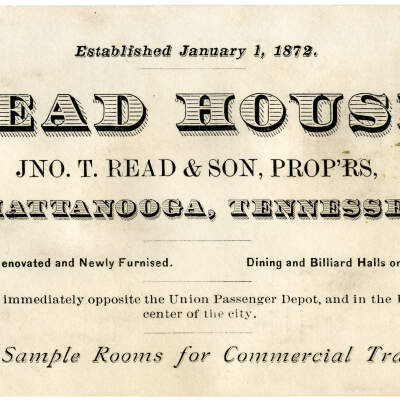 Established January 1, 1872.
EAD HOUS
JNO. T. READ & SON, PROP'RS,
HATTANOOGA, TENNESSE
enovated and Newly Furnised. Dining and Billiard Halls o
immediately opposite the Union Passenger Depot, and in the
center of the city.
Sample Rooms for Commercial Tra